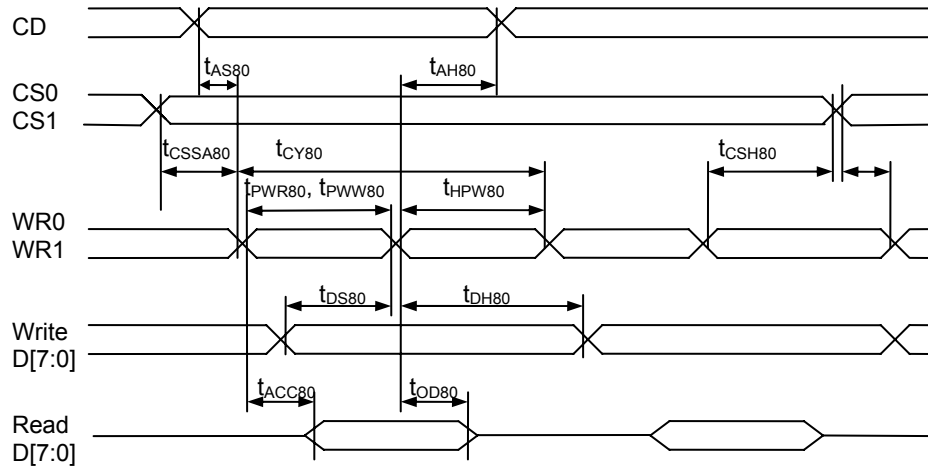 CD
tAS80 tAH80
CS0
CS1
tCSSA80 tCY80 tCSH80
tPWR80, tPWW80 tHPW80
WR0
WR1
tDS80 tDH80
Write
D[7:0]
tACC80 tOD80
Read
D[7:0]